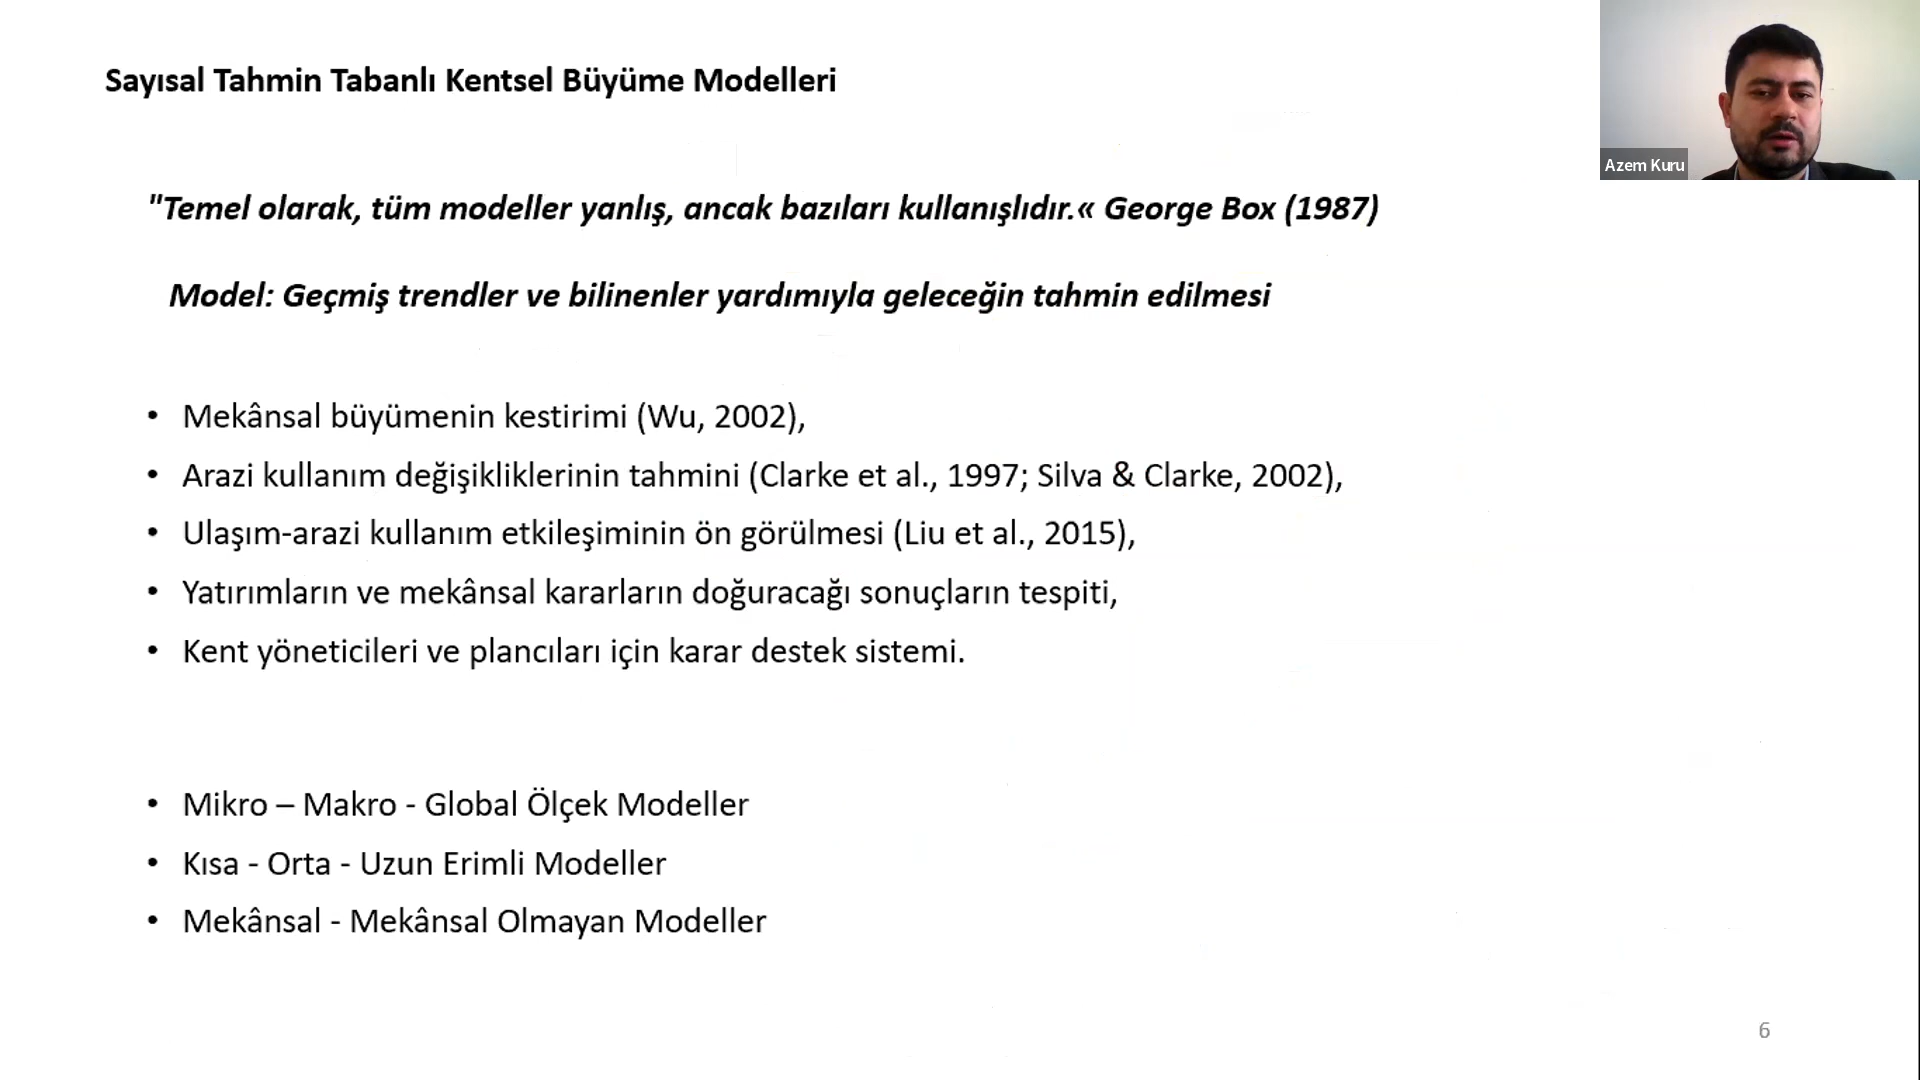 Sayısal Tahmin Tabanlı Kentsel Büyüme Modelleri
Azem Kuru
"Temel olarak, tüm modeller yanlış, ancak bazıları kullanışlıdır.« George Box (1987)
Model: Geçmiş trendler ve bilinenler yardımıyla geleceğin tahmin edilmesi
• Mekânsal büyümenin kestirimi (Wu, 2002),
• Arazi kullanım değişikliklerinin tahmini (Clarke et al., 1997; Silva & Clarke, 2002),
• Ulaşım-arazi kullanım etkileşiminin ön görülmesi (Liu et al., 2015),
• Yatırımların ve mekânsal kararların doğuracağı sonuçların tespiti,
• Kent yöneticileri ve plancıları için karar destek sistemi.
• Mikro – Makro - Global Ölçek Modeller
• Kısa - Orta - Uzun Erimli Modeller
• Mekânsal - Mekânsal Olmayan Modeller
6